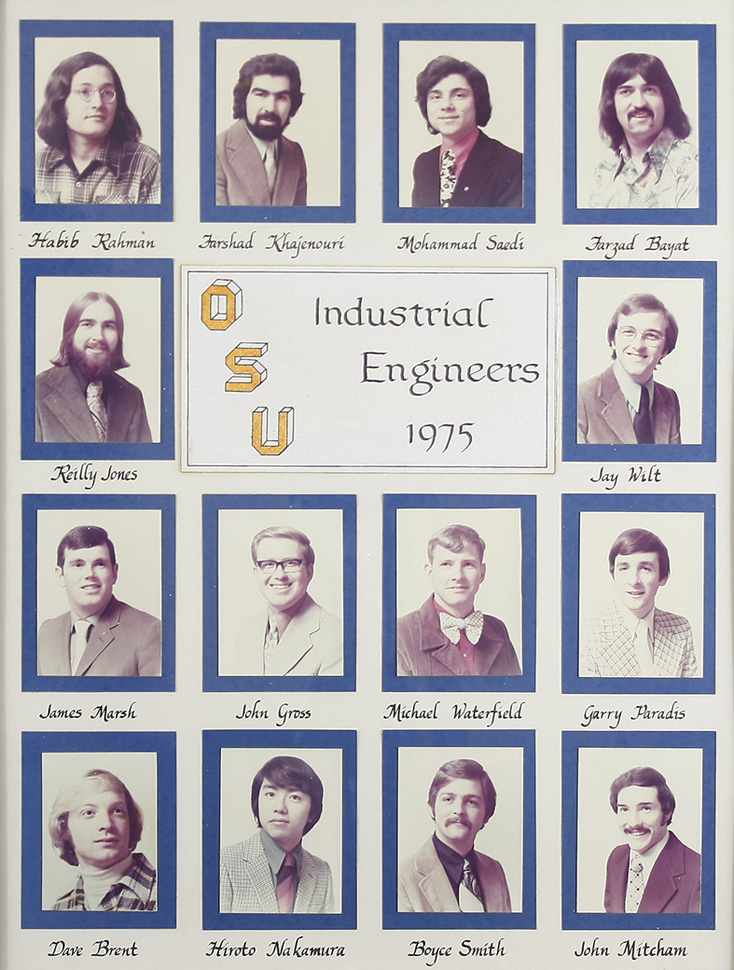 Habib Rahman
Farshad Khajenouri
Mohammad Saedi
Farzad Bayat
OSU
Industrial
Engineers
1975
Reilly Jones
Jay Wilt
James Marsh
John Gross
Michael Waterfield
Garry Paradis
Dave Brent
Hiroto Nakamura
Boyce Smith
John Mitcham